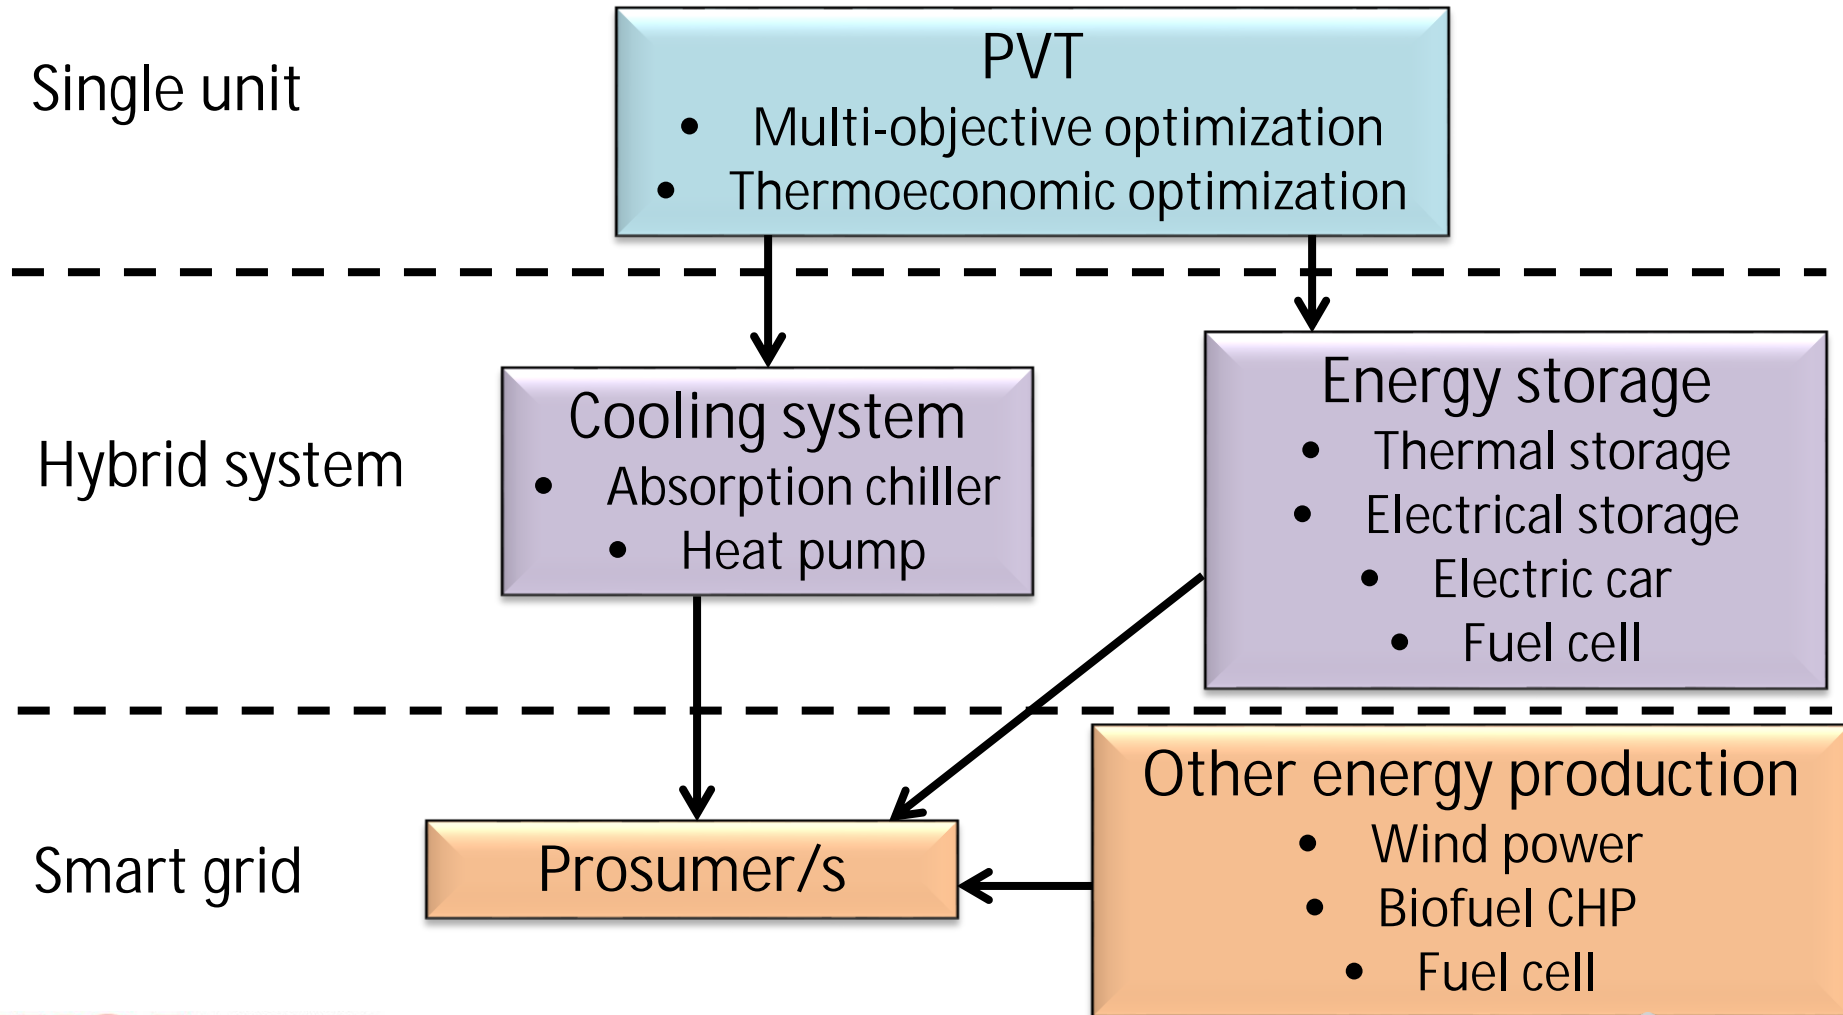 Single unit
PVT
• Multi-objective optimization
• Thermoeconomic optimization
Hybrid system
Cooling system
• Absorption chiller
• Heat pump
Energy storage
• Thermal storage
• Electrical storage
• Electric car
• Fuel cell
Smart grid
Prosumer/s
Other energy production
• Wind power
• Biofuel CHP
• Fuel cell